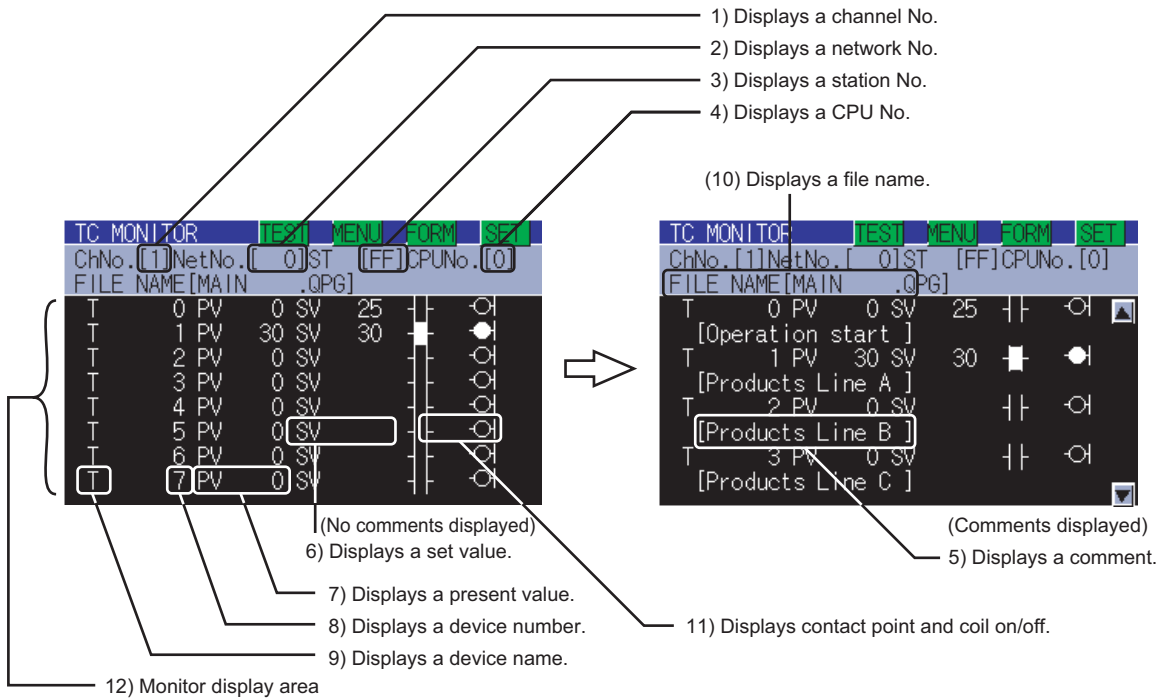 1) Displays a channel No.
2) Displays a network No.
3) Displays a station No.
4) Displays a CPU No.
(10) Displays a file name.
TC MONITOR TEST MENU FORM SET
ChNo.[1]NetNo.[ 0]ST [FF]CPUNo.[0]
FILE NAME[MAIN .QPG]
T 0 PV 0 SV 25
T 1 PV 30 SV 30
T 2 PV 0 SV
T 3 PV 0 SV
T 4 PV 0 SV
T 5 PV 0 SV
T 6 PV 0 SV
T 7 PV 0 SV
(No comments displayed)
TC MONITOR TEST MENU FORM SET
ChNo.[1]NetNo.[ 0]ST [FF]CPUNo.[0]
FILE NAME[MAIN .QPG]
T 0 PV 0 SV 25
[Operation start ]
T 1 PV 30 SV 30
[Products Line A ]
T 2 PV 0 SV
[Products Line B ]
T 3 PV 0 SV
[Products Line C ]
(Comments displayed)
5) Displays a comment.
6) Displays a set value.
7) Displays a present value.
8) Displays a device number.
9) Displays a device name.
11) Displays contact point and coil on/off.
12) Monitor display area